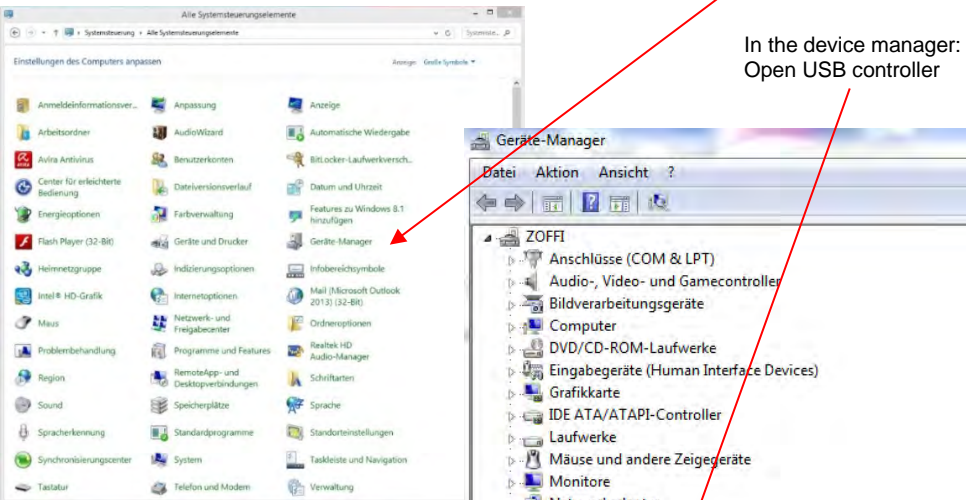 Alle Systemsteuerungselemente
Systemsteuerung
Alle Systemsteuerungselemente
Einstellungen des Computers anpassen
Anzeige: Große Symbole
Anmeldeinformationsver...
Anpassung
Anzeige
Arbeitsordner
AudioWizard
Automatische Wiedergabe
Avira Antivirus
Benutzerkonten
BitLocker-Laufwerkversch...
Center für erleichterte
Bedienung
Dateiversionsverlauf
Datum und Uhrzeit
Energieoptionen
Farbverwaltung
Features zu Windows 8.1
hinzufügen
Flash Player (32-Bit)
Geräte und Drucker
Geräte-Manager
Heimnetzgruppe
Indizierungsoptionen
Infobereichsymbole
Intel® HD-Grafik
Internetoptionen
Mail (Microsoft Outlook
2013) (32-Bit)
Maus
Netzwerk- und
Freigabecenter
Ordneroptionen
Problembehandlung
Programme und Features
Realtek HD
Audio-Manager
Region
RemoteApp- und
Desktopverbindungen
Schriftarten
Sound
Speicherplätze
Sprache
Spracherkennung
Standardprogramme
Standorteinstellungen
Synchronisierungscenter
System
Taskleiste und Navigation
Tastatur
Telefon und Modem
Verwaltung
In the device manager:
Open USB controller
Geräte-Manager
Datei Aktion Ansicht ?
ZOFFI
Anschlüsse (COM & LPT)
Audio-, Video- und Gamecontroller
Bildverarbeitungsgeräte
Computer
DVD/CD-ROM-Laufwerke
Eingabegeräte (Human Interface Devices)
Grafikkarte
IDE ATA/ATAPI-Controller
Laufwerke
Mäuse und andere Zeigegeräte
Monitore